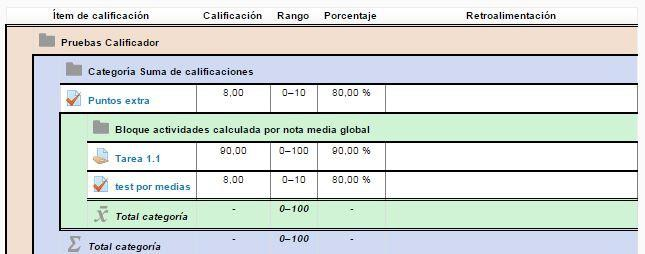 Ítem de calificación Calificación Rango Porcentaje Retroalimentación
Pruebas Calificador
Categoría Suma de calificaciones
Puntos extra 8,00 0–10 80,00 %
Bloque actividades calculada por nota media global
Tarea 1.1 90,00 0–100 90,00 %
test por medias 8,00 0–10 80,00 %
x̄ Total categoría - 0–100 -
Σ Total categoría - 0–100 -